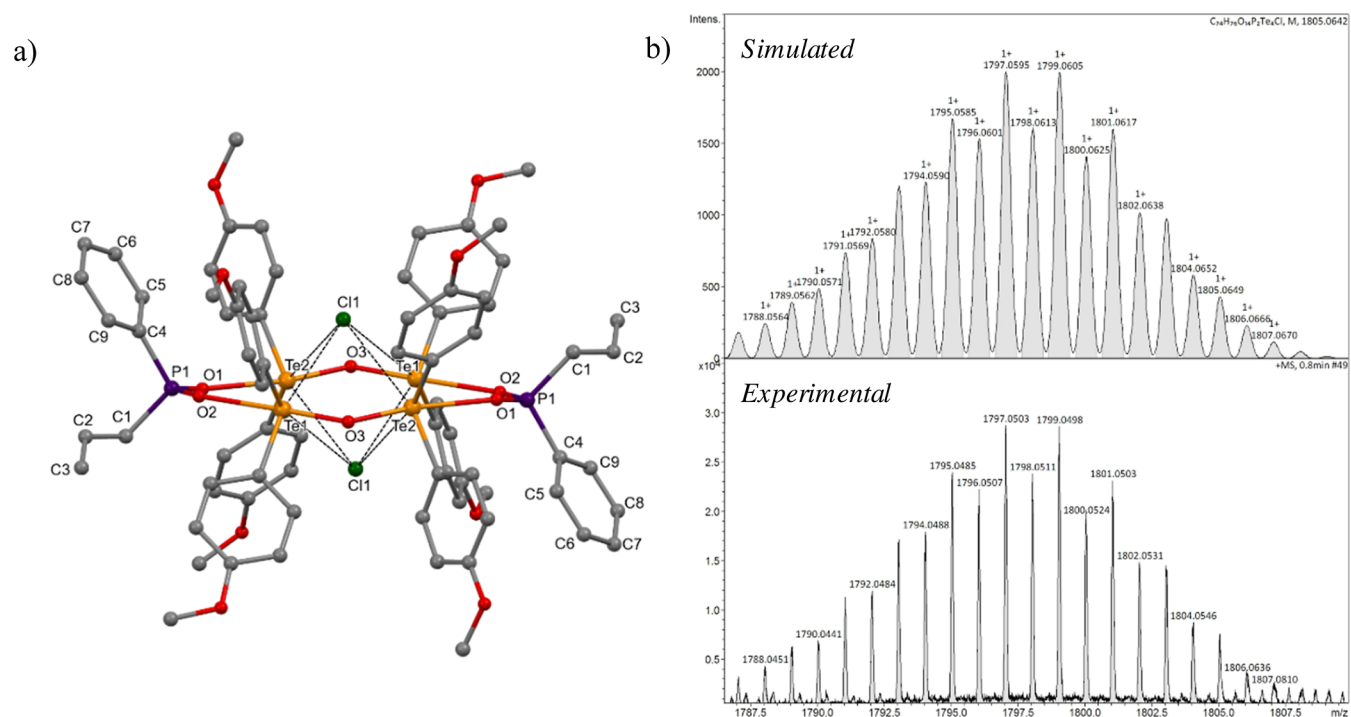 a)
C7
C6
C8
C5
C9
C4
P1
O1
O2
C2
C1
C3
Cl1
Te2
O3
Te1
Te1
O3
Te2
Cl1
C3
C2
C1
O2
O1
P1
C4
C9
C5
C8
C6
C7
b)
Intens.
C₇₄H₇₆O₁₄P₂Te₄Cl, M, 1805.0642
Simulated
2000
1500
1000
500
0
1+
1788.0564
1+
1789.0562
1+
1790.0571
1+
1791.0569
1+
1792.0580
1+
1794.0590
1+
1795.0585
1+
1796.0601
1+
1797.0595
1+
1798.0613
1+
1799.0605
1+
1800.0625
1+
1801.0617
1+
1802.0638
1+
1804.0652
1+
1805.0649
1+
1806.0666
1+
1807.0670
+MS, 0.8min #49
Experimental
3.0
2.5
2.0
1.5
1.0
0.5
1788.0451
1790.0441
1792.0484
1794.0488
1795.0485
1796.0507
1797.0503
1798.0511
1799.0498
1800.0524
1801.0503
1802.0531
1804.0546
1806.0636
1807.0810
1787.5 1790.0 1792.5 1795.0 1797.5 1800.0 1802.5 1805.0 1807.5 m/z